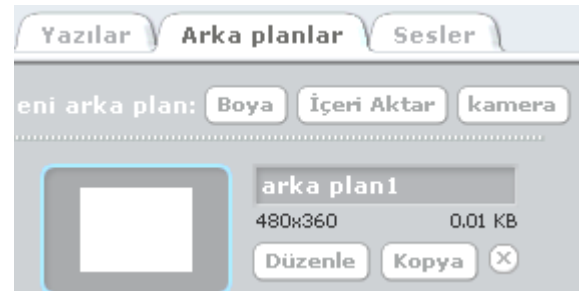 Yazılar Arka planlar Sesler
eni arka plan: Boya İçeri Aktar kamera
arka plan1
480x360 0.01 KB
Düzenle Kopya